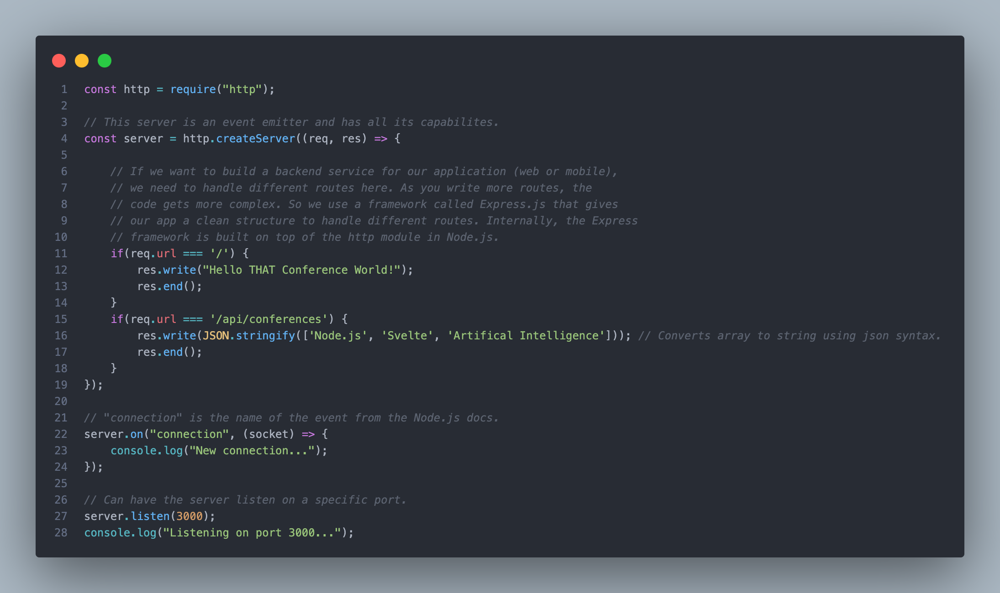 1 const http = require("http");
2
3 // This server is an event emitter and has all its capabilites.
4 const server = http.createServer((req, res) => {
5
6     // If we want to build a backend service for our application (web or mobile),
7     // we need to handle different routes here. As you write more routes, the
8     // code gets more complex. So we use a framework called Express.js that gives
9     // our app a clean structure to handle different routes. Internally, the Express
10     // framework is built on top of the http module in Node.js.
11     if(req.url === '/') {
12         res.write("Hello THAT Conference World!");
13         res.end();
14     }
15     if(req.url === '/api/conferences') {
16         res.write(JSON.stringify(['Node.js', 'Svelte', 'Artifical Intelligence'])); // Converts array to string using json syntax.
17         res.end();
18     }
19 });
20
21 // "connection" is the name of the event from the Node.js docs.
22 server.on("connection", (socket) => {
23     console.log("New connection...");
24 });
25
26 // Can have the server listen on a specific port.
27 server.listen(3000);
28 console.log("Listening on port 3000...");